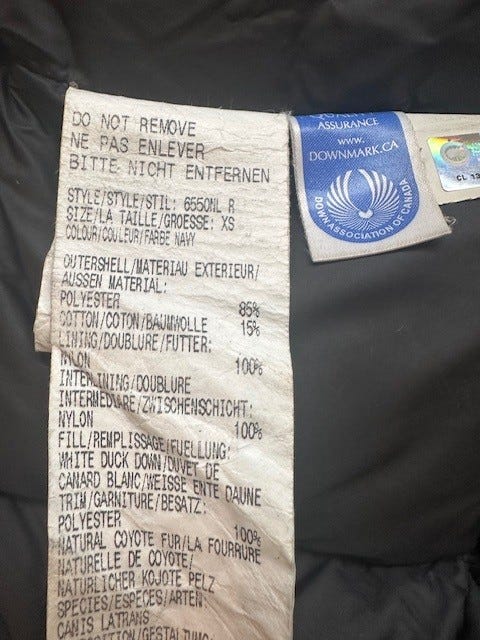 DO NOT REMOVE
NE PAS ENLEVER
BITTE NICHT ENTFERNEN
STYLE/STYLE/STIL: 6550NL R
SIZE/LA TAILLE/GROESSE: XS
COLOUR/COULEUR/FARBE NAVY
OUTERSHELL/MATERIAU EXTERIEUR/
AUSSEN MATERIAL:
POLYESTER 85%
COTTON/COTON/BAUMWOLLE 15%
LINING/DOUBLURE/FUTTER:
NYLON 100%
INTERLINING/DOUBLURE
INTERMEDIARE/ZWISCHENSCHICHT:
NYLON 100%
FILL/REMPLISSAGE/FUELLUNG:
WHITE DUCK DOWN/DUVET DE
CANARD BLANC/WEISSE ENTE DAUNE
TRIM/GARNITURE/BESATZ:
POLYESTER 100%
NATURAL COYOTE FUR/LA FOURRURE
NATURELLE DE COYOTE/
NATURLICHER KOJOTE PELZ
SPECIES/ESPECES/ARTEN
CANIS LATRANS
ASSURANCE
WWW.
DOWNMARK.CA
DOWN ASSOCIATION OF CANADA
CL 13